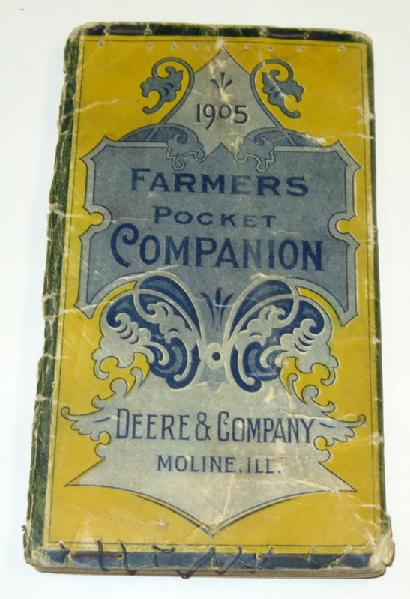 1905
FARMERS
POCKET
COMPANION
DEERE & COMPANY
MOLINE. ILL.